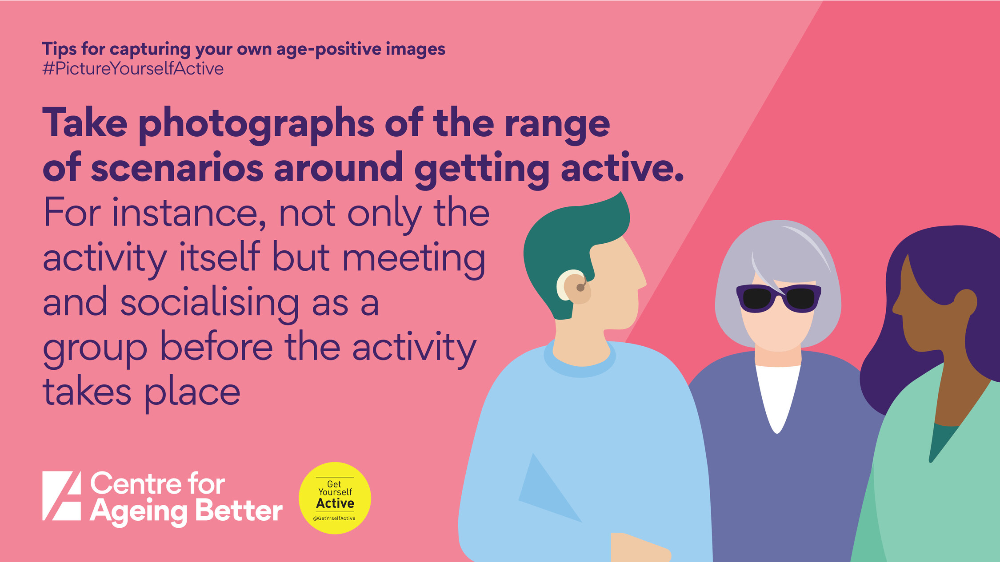 Tips for capturing your own age-positive images
#PictureYourselfActive
Take photographs of the range
of scenarios around getting active.
For instance, not only the
activity itself but meeting
and socialising as a
group before the activity
takes place
Centre for
Ageing Better
Get
Yourself
Active
@GetYrselfActive